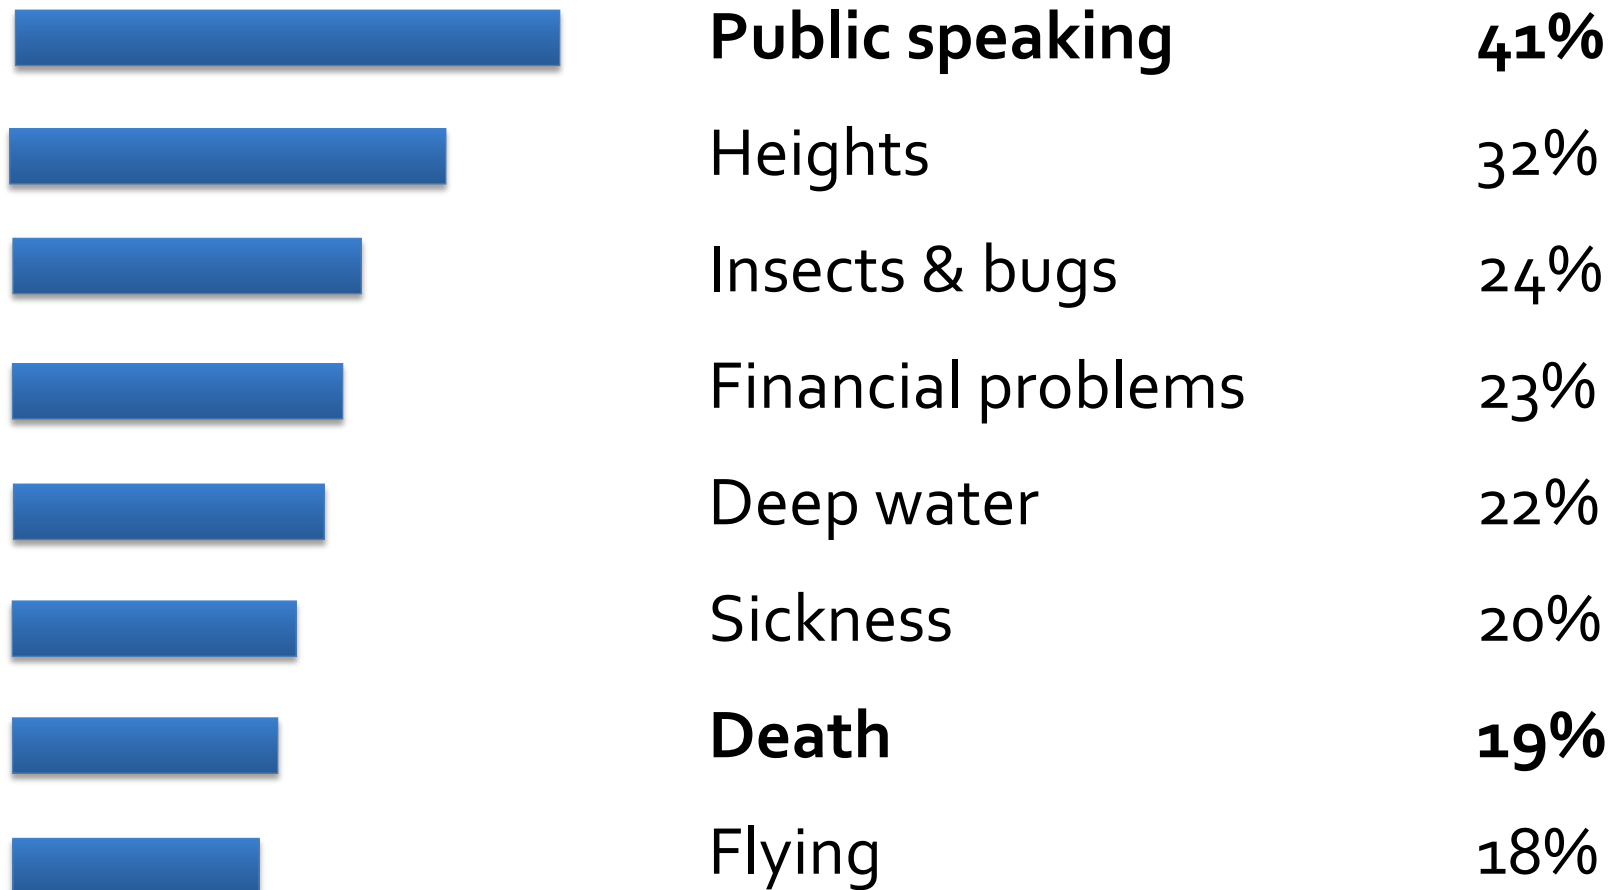 Public speaking 41%
Heights 32%
Insects & bugs 24%
Financial problems 23%
Deep water 22%
Sickness 20%
Death 19%
Flying 18%